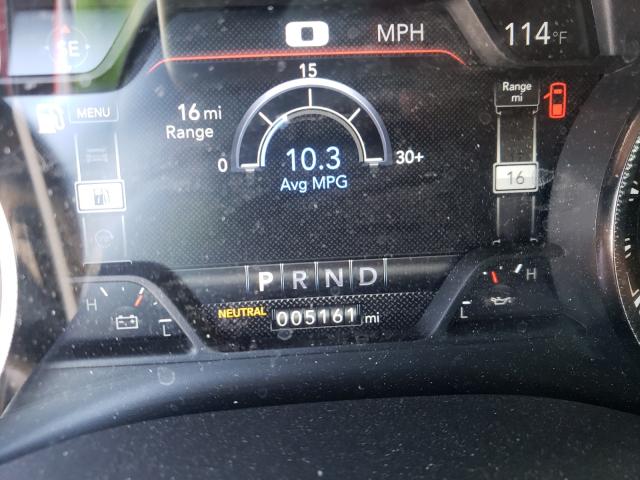 SE
0 MPH
114°F
MENU
16 mi
Range
0
15
30+
10.3
Avg MPG
Range
mi
16
P R N D
H
L
NEUTRAL 005161 mi
H
L